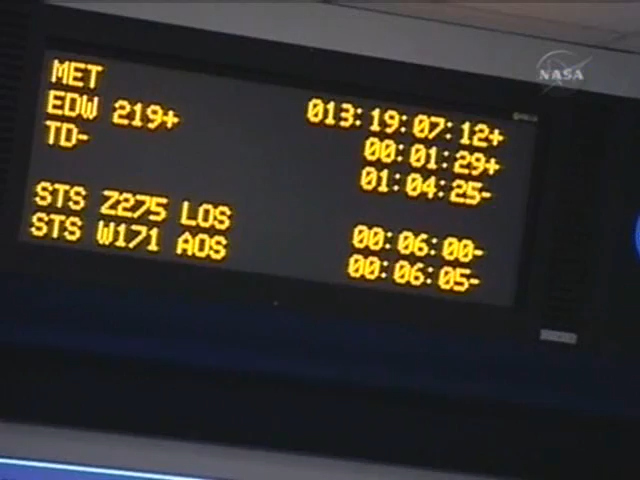 NASA
MET 013:19:07:12+
EDW 219+ 00:01:29+
TD- 01:04:25-
STS Z275 LOS 00:06:00-
STS W171 AOS 00:06:05-